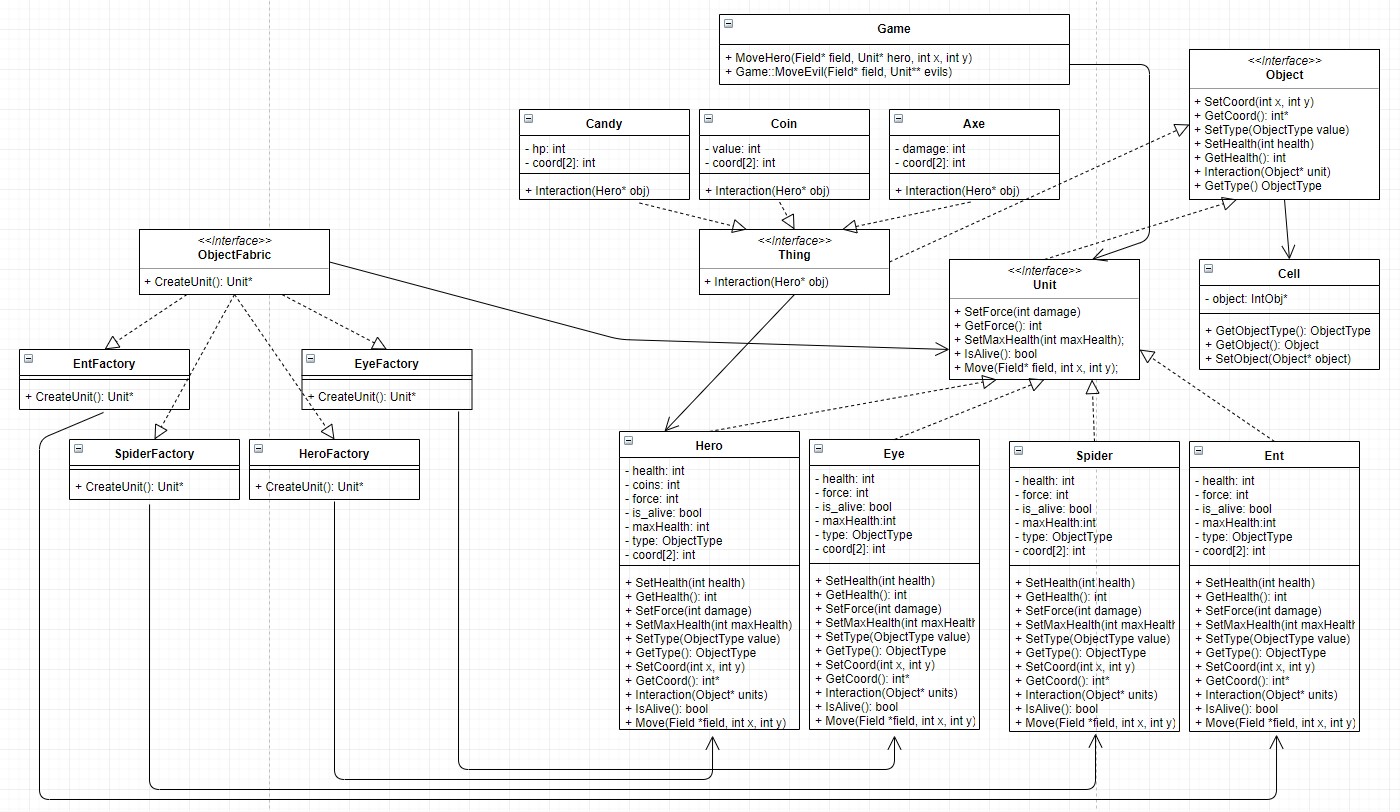 Game
+ MoveHero(Field* field, Unit* hero, int x, int y)
+ Game::MoveEvil(Field* field, Unit** evils)
<<Interface>>
Object
+ SetCoord(int x, int y)
+ GetCoord(): int*
+ SetType(ObjectType value)
+ SetHealth(int health)
+ GetHealth(): int
+ Interaction(Object* unit)
+ GetType() ObjectType
Candy
- hp: int
- coord[2]: int
+ Interaction(Hero* obj)
Coin
- value: int
- coord[2]: int
+ Interaction(Hero* obj)
Axe
- damage: int
- coord[2]: int
+ Interaction(Hero* obj)
<<Interface>>
ObjectFabric
+ CreateUnit(): Unit*
<<Interface>>
Thing
+ Interaction(Hero* obj)
<<Interface>>
Unit
+ SetForce(int damage)
+ GetForce(): int
+ SetMaxHealth(int maxHealth);
+ IsAlive(): bool
+ Move(Field* field, int x, int y);
Cell
- object: IntObj*
+ GetObjectType(): ObjectType
+ GetObject(): Object
+ SetObject(Object* object)
EntFactory
+ CreateUnit(): Unit*
EyeFactory
+ CreateUnit(): Unit*
SpiderFactory
+ CreateUnit(): Unit*
HeroFactory
+ CreateUnit(): Unit*
Hero
- health: int
- coins: int
- force: int
- is_alive: bool
- maxHealth: int
- type: ObjectType
- coord[2]: int
+ SetHealth(int health)
+ GetHealth(): int
+ SetForce(int damage)
+ SetMaxHealth(int maxHealth)
+ SetType(ObjectType value)
+ GetType(): ObjectType
+ SetCoord(int x, int y)
+ GetCoord(): int*
+ Interaction(Object* units)
+ IsAlive(): bool
+ Move(Field *field, int x, int y)
Eye
- health: int
- force: int
- is_alive: bool
- maxHealth:int
- type: ObjectType
- coord[2]: int
+ SetHealth(int health)
+ GetHealth(): int
+ SetForce(int damage)
+ SetMaxHealth(int maxHealth
+ SetType(ObjectType value)
+ GetType(): ObjectType
+ SetCoord(int x, int y)
+ GetCoord(): int*
+ Interaction(Object* units)
+ IsAlive(): bool
+ Move(Field *field, int x, int y)
Spider
- health: int
- force: int
- is_alive: bool
- maxHealth:int
- type: ObjectType
- coord[2]: int
+ SetHealth(int health)
+ GetHealth(): int
+ SetForce(int damage)
+ SetMaxHealth(int maxHealth
+ SetType(ObjectType value)
+ GetType(): ObjectType
+ SetCoord(int x, int y)
+ GetCoord(): int*
+ Interaction(Object* units)
+ IsAlive(): bool
+ Move(Field *field, int x, int y)
Ent
- health: int
- force: int
- is_alive: bool
- maxHealth:int
- type: ObjectType
- coord[2]: int
+ SetHealth(int health)
+ GetHealth(): int
+ SetForce(int damage)
+ SetMaxHealth(int maxHealth
+ SetType(ObjectType value)
+ GetType(): ObjectType
+ SetCoord(int x, int y)
+ GetCoord(): int*
+ Interaction(Object* units)
+ IsAlive(): bool
+ Move(Field *field, int x, int y)